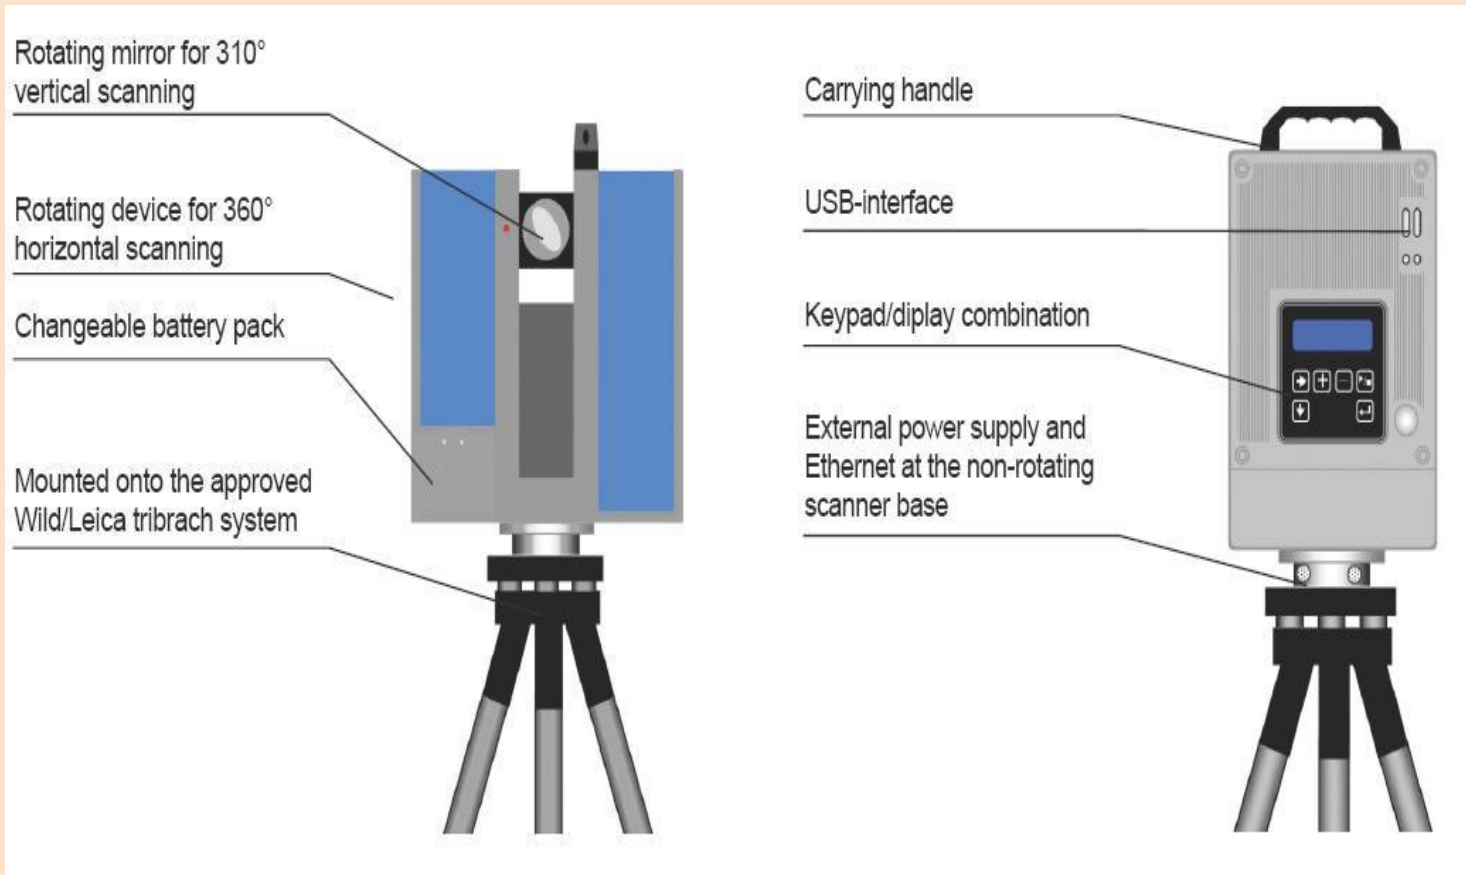 Rotating mirror for 310°
vertical scanning
Rotating device for 360°
horizontal scanning
Changeable battery pack
Mounted onto the approved
Wild/Leica tribrach system
Carrying handle
USB-interface
Keypad/diplay combination
External power supply and
Ethernet at the non-rotating
scanner base